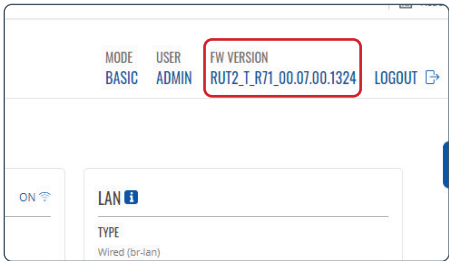 MODE USER FW VERSION
BASIC ADMIN RUT2_T_R71_00.07.00.1324 LOGOUT
ON LAN i
TYPE
Wired (br-lan)